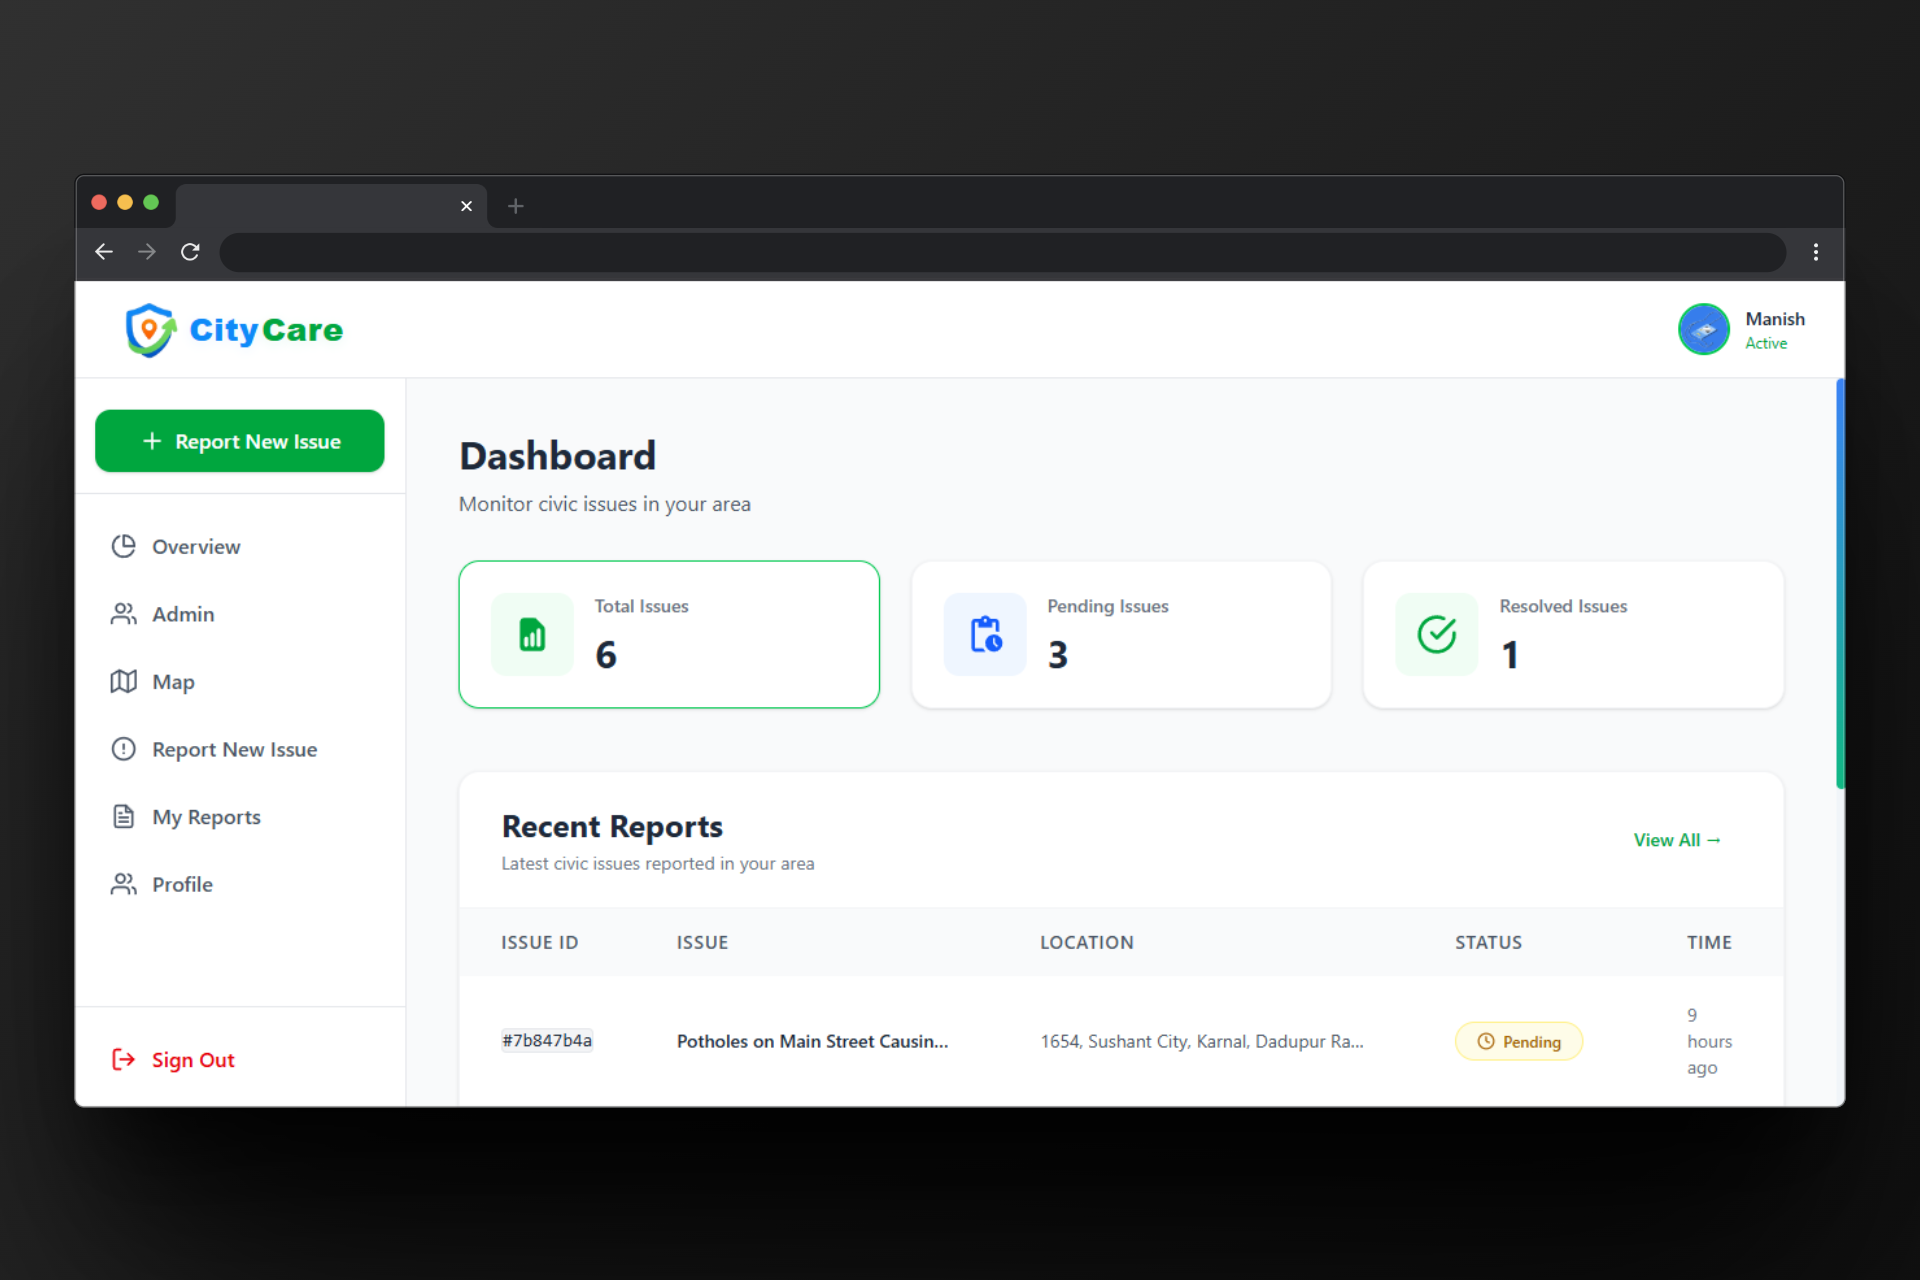 CityCare
Manish
Active
+ Report New Issue
Overview
Admin
Map
Report New Issue
My Reports
Profile
Sign Out
Dashboard
Monitor civic issues in your area
Total Issues
6
Pending Issues
3
Resolved Issues
1
Recent Reports
Latest civic issues reported in your area
View All →
ISSUE ID ISSUE LOCATION STATUS TIME
#7b847b4a Potholes on Main Street Causin... 1654, Sushant City, Karnal, Dadupur Ra... Pending 9
hours
ago